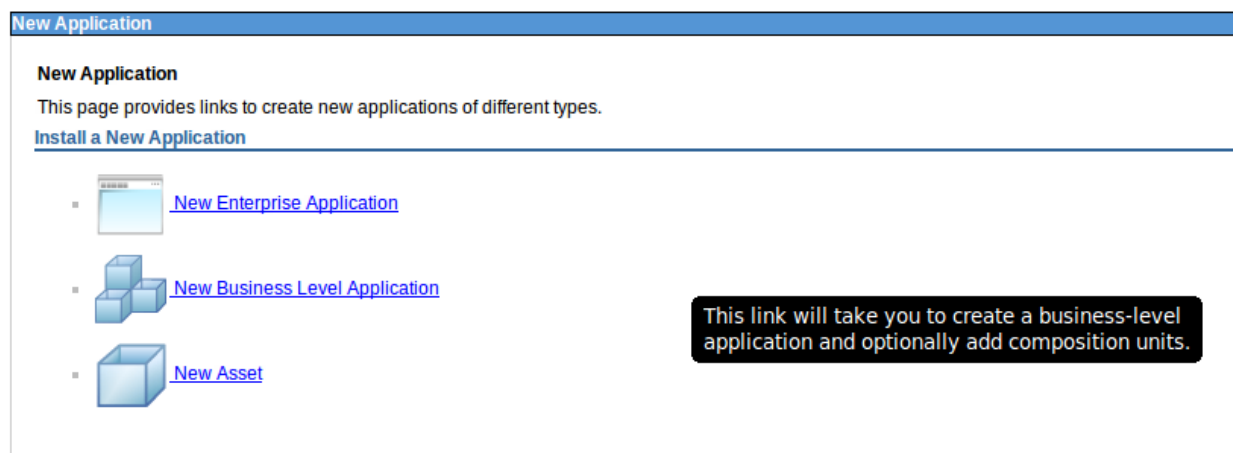 New Application
New Application
This page provides links to create new applications of different types.
Install a New Application
New Enterprise Application
New Business Level Application
This link will take you to create a business-level
application and optionally add composition units.
New Asset